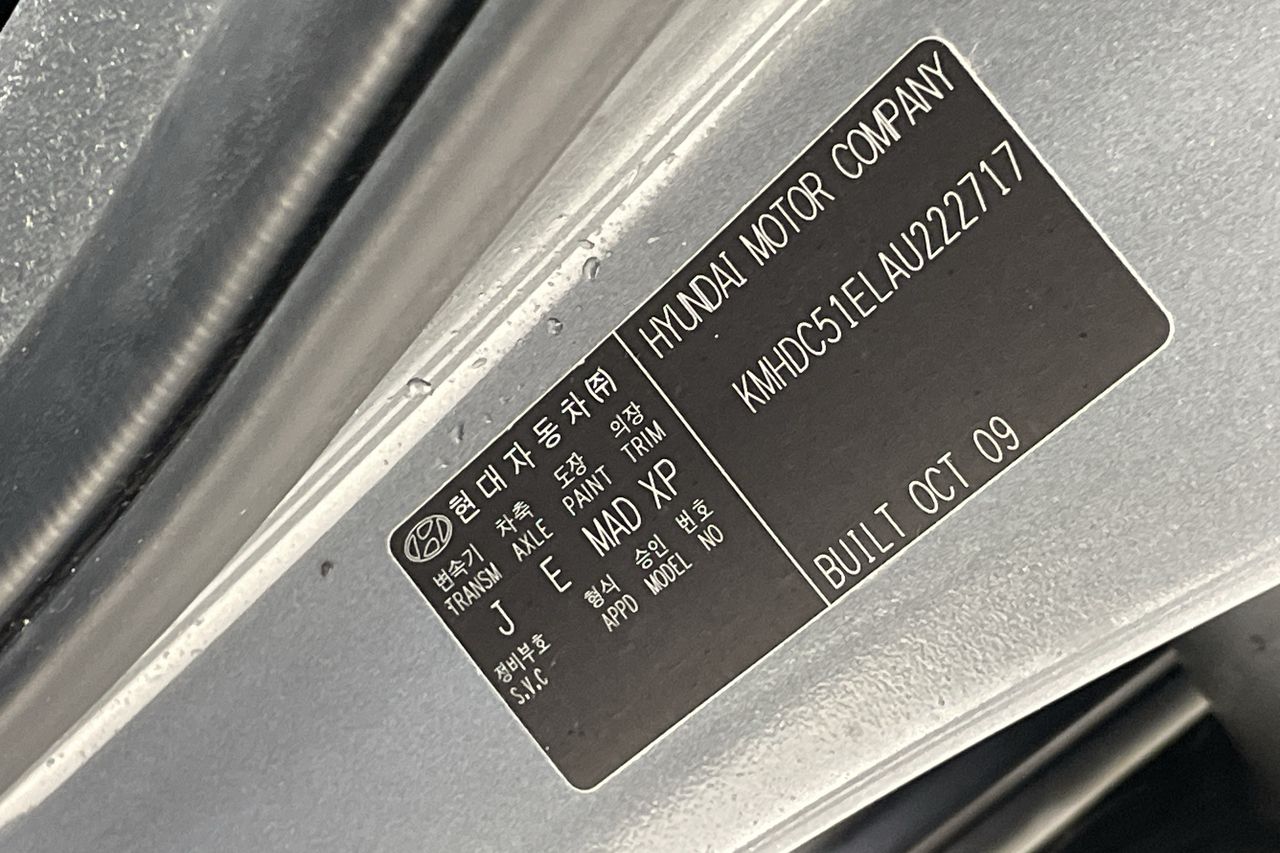 현대자동차㈜
변속기 차축 도장 의장
TRANSM AXLE PAINT TRIM
J E MAD XP
정비부호 형식 승인 번호
S.V.C APPD MODEL NO
HYUNDAI MOTOR COMPANY
KMHDC51ELAU222717
BUILT OCT 09